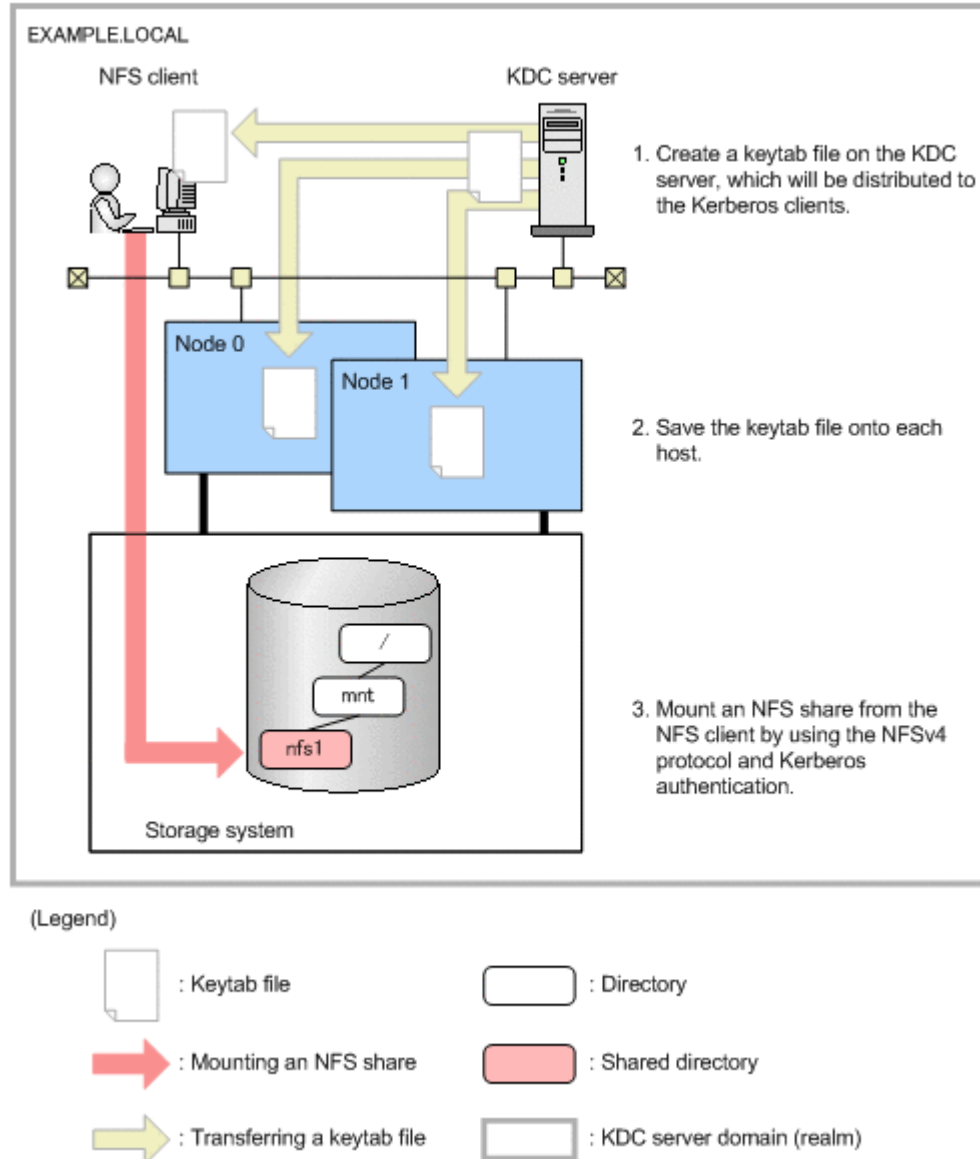 EXAMPLE.LOCAL
NFS client
KDC server
1. Create a keytab file on the KDC
server, which will be distributed to
the Kerberos clients.
Node 0
Node 1
2. Save the keytab file onto each
host.
/
mnt
nfs1
3. Mount an NFS share from the
NFS client by using the NFSv4
protocol and Kerberos
authentication.
Storage system
(Legend)
: Keytab file
: Directory
: Mounting an NFS share
: Shared directory
: Transferring a keytab file
: KDC server domain (realm)